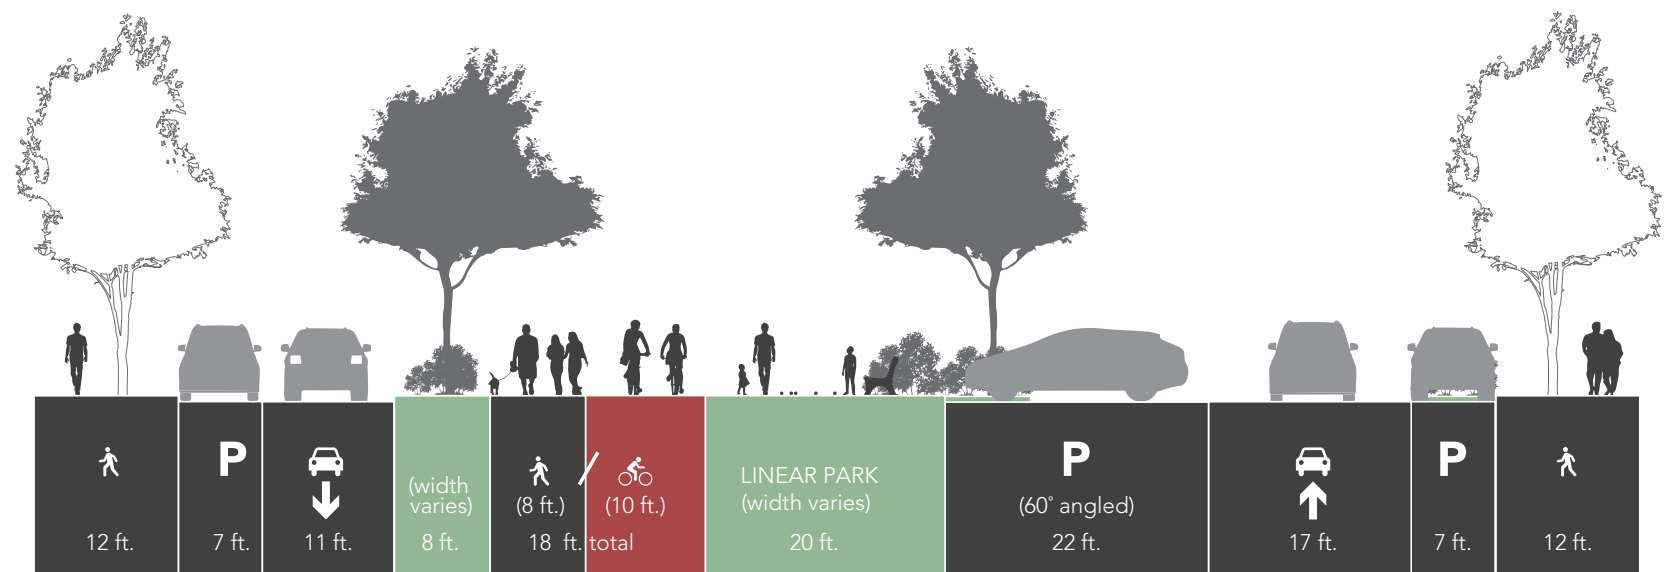 P
P
P
(width
varies)
(8 ft.)
/
(10 ft.)
LINEAR PARK
(width varies)
(60° angled)
12 ft.
7 ft.
11 ft.
8 ft.
18 ft. total
20 ft.
22 ft.
17 ft.
7 ft.
12 ft.